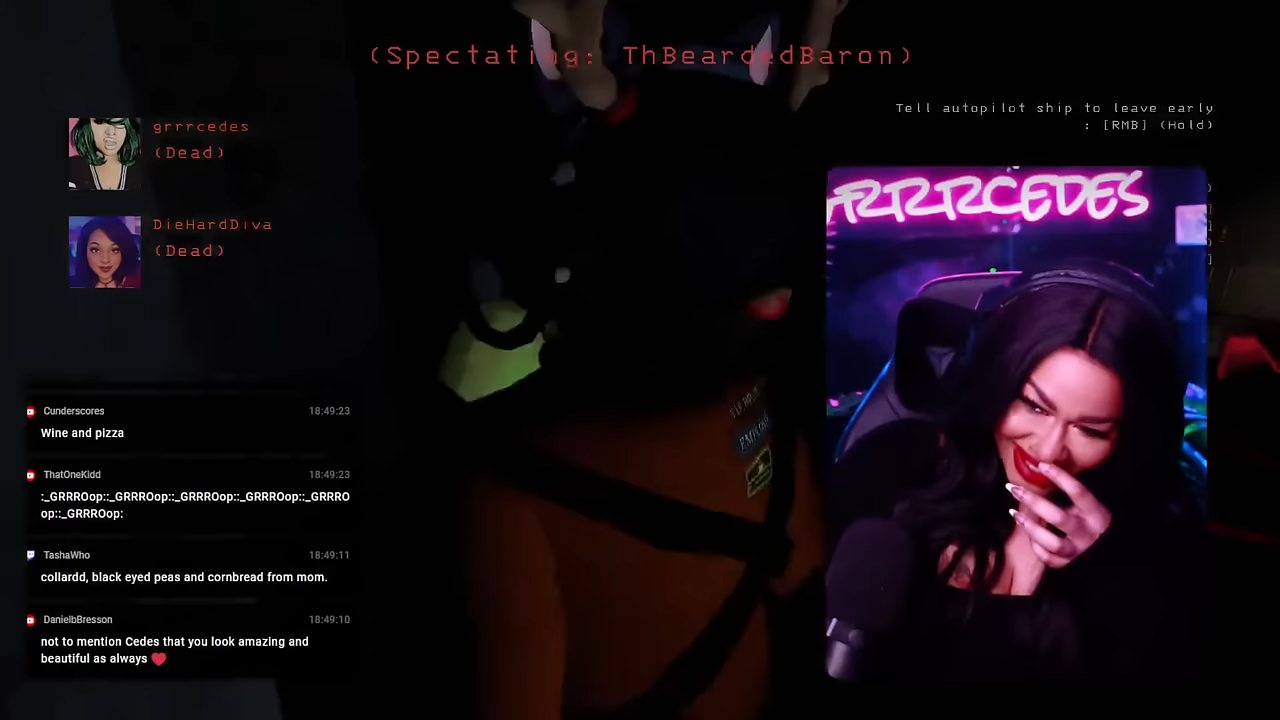 (Spectating: ThBeardedBaron)
Tell autopilot ship to leave early
: [RMB] (Hold)
grrrcedes
(Dead)
DieHardDiva
(Dead)
RRRCEDES
Cunderscores 18:49:23
Wine and pizza
ThatOneKidd 18:49:23
:_GRRROop::_GRRROop::_GRRROop::_GRRROop::_GRRRO
op::_GRRROop:
TashaWho 18:49:11
collardd, black eyed peas and cornbread from mom.
DanielbBresson 18:49:10
not to mention Cedes that you look amazing and
beautiful as always ❤️